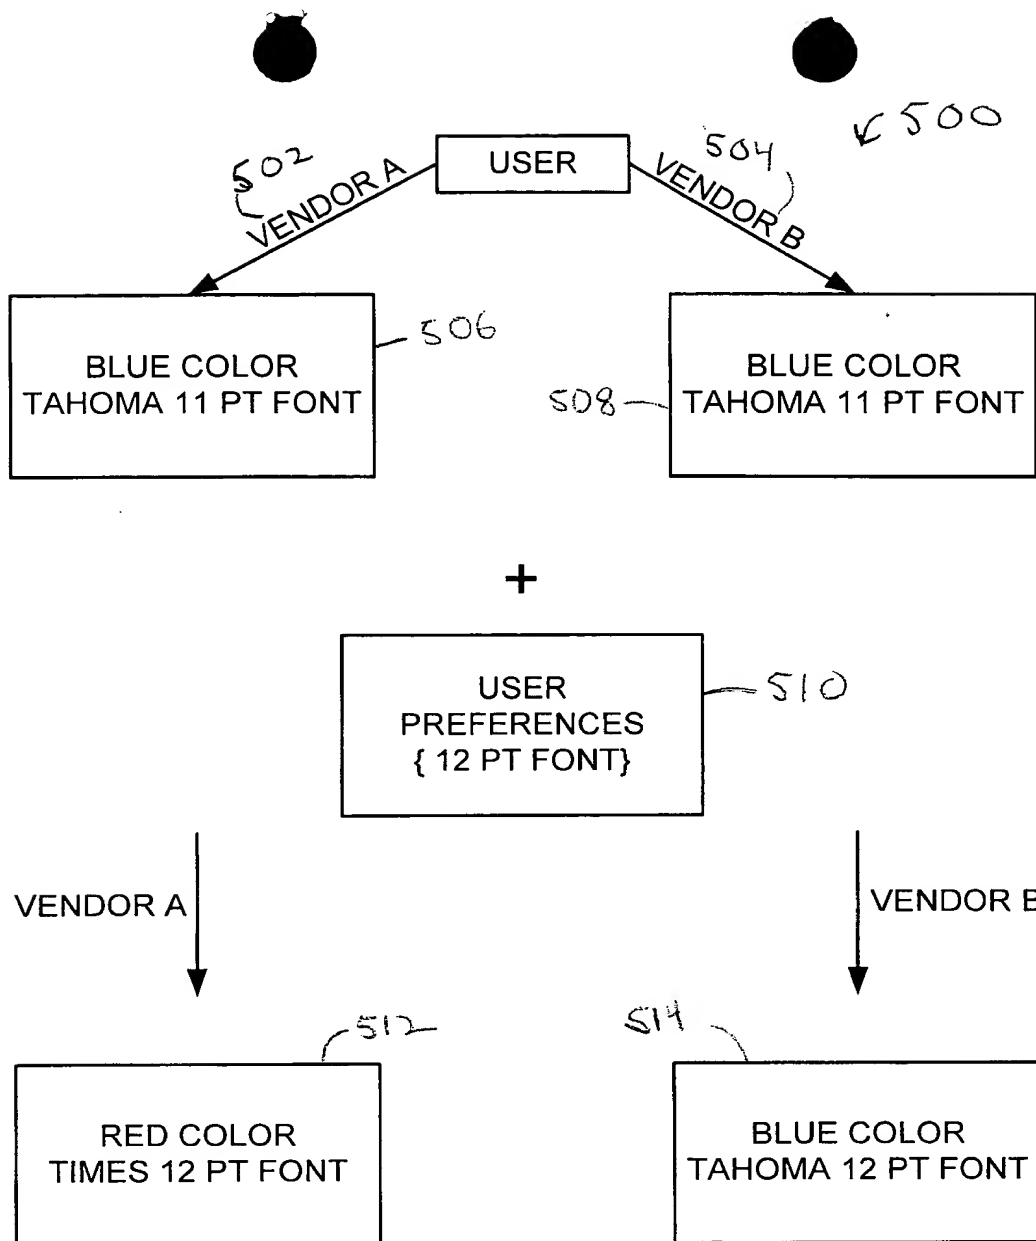 500
502
USER
504
VENDOR A
VENDOR B
BLUE COLOR
TAHOMA 11 PT FONT
506
508
BLUE COLOR
TAHOMA 11 PT FONT
+
USER
PREFERENCES
{ 12 PT FONT}
510
VENDOR A
VENDOR B
512
514
RED COLOR
TIMES 12 PT FONT
BLUE COLOR
TAHOMA 12 PT FONT